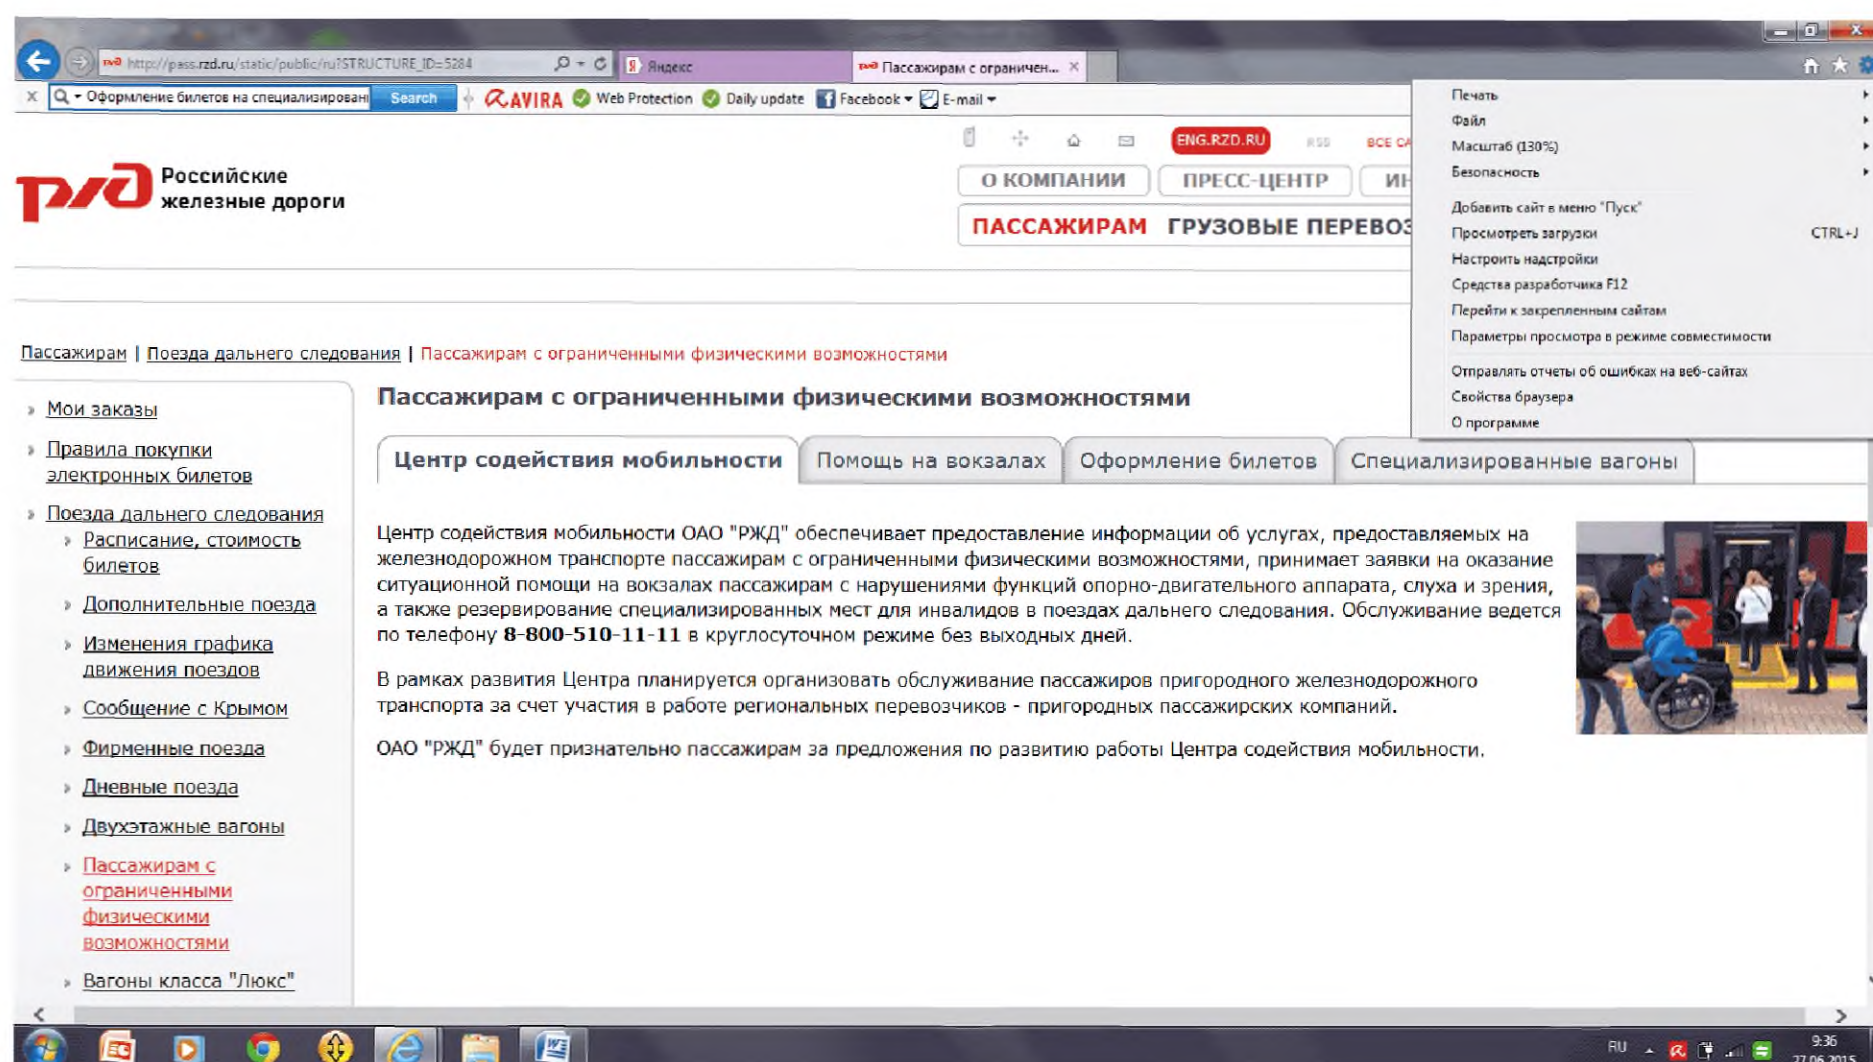 http://pass.rzd.ru/static/public/ru?STRUCTURE_ID=5284
Яндекс
Пассажирам с ограничен...
Оформление билетов на специализирован
Search
AVIRA
Web Protection
Daily update
Facebook
E-mail
Печать
Файл
Масштаб (130%)
Безопасность
Добавить сайт в меню "Пуск"
Просмотреть загрузки CTRL+J
Настроить надстройки
Средства разработчика F12
Перейти к закрепленным сайтам
Параметры просмотра в режиме совместимости
Отправлять отчеты об ошибках на веб-сайтах
Свойства браузера
О программе
ENG.RZD.RU
RSS
ВСЕ СА
Российские
железные дороги
О КОМПАНИИ
ПРЕСС-ЦЕНТР
ИН
ПАССАЖИРАМ ГРУЗОВЫЕ ПЕРЕВОЗ
Пассажирам | Поезда дальнего следования | Пассажирам с ограниченными физическими возможностями
Мои заказы
Правила покупки
электронных билетов
Поезда дальнего следования
Расписание, стоимость
билетов
Дополнительные поезда
Изменения графика
движения поездов
Сообщение с Крымом
Фирменные поезда
Дневные поезда
Двухэтажные вагоны
Пассажирам с
ограниченными
физическими
возможностями
Вагоны класса "Люкс"
Пассажирам с ограниченными физическими возможностями
Центр содействия мобильности
Помощь на вокзалах
Оформление билетов
Специализированные вагоны
Центр содействия мобильности ОАО "РЖД" обеспечивает предоставление информации об услугах, предоставляемых на
железнодорожном транспорте пассажирам с ограниченными физическими возможностями, принимает заявки на оказание
ситуационной помощи на вокзалах пассажирам с нарушениями функций опорно-двигательного аппарата, слуха и зрения,
а также резервирование специализированных мест для инвалидов в поездах дальнего следования. Обслуживание ведется
по телефону 8-800-510-11-11 в круглосуточном режиме без выходных дней.
В рамках развития Центра планируется организовать обслуживание пассажиров пригородного железнодорожного
транспорта за счет участия в работе региональных перевозчиков - пригородных пассажирских компаний.
ОАО "РЖД" будет признательно пассажирам за предложения по развитию работы Центра содействия мобильности.
RU
9:36
27.06.2015